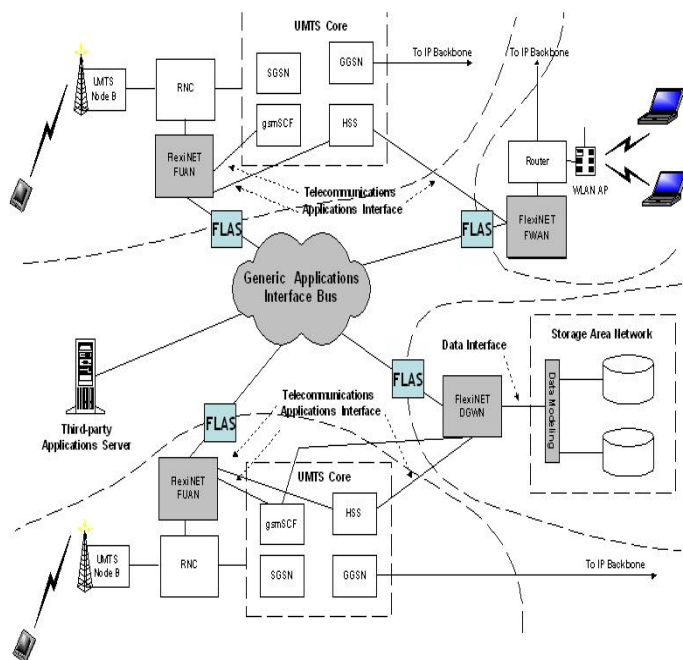 UMTS Core
UMTS
Node B
RNC
SGSN
GGSN
gsmSCF
HSS
To IP Backbone
To IP Backbone
FlexiNET
FUAN
Telecommunications
Applications Interface
Router
WLAN AP
FlexiNET
FWAN
FLAS
FLAS
Generic Applications
Interface Bus
Storage Area Network
Data Interface
Data Modelling
FLAS
FlexiNET
DGWN
Third-party
Applications Server
Telecommunications
Applications Interface
FLAS
FlexiNET
FUAN
UMTS Core
gsmSCF
HSS
SGSN
GGSN
UMTS
Node B
RNC
To IP Backbone